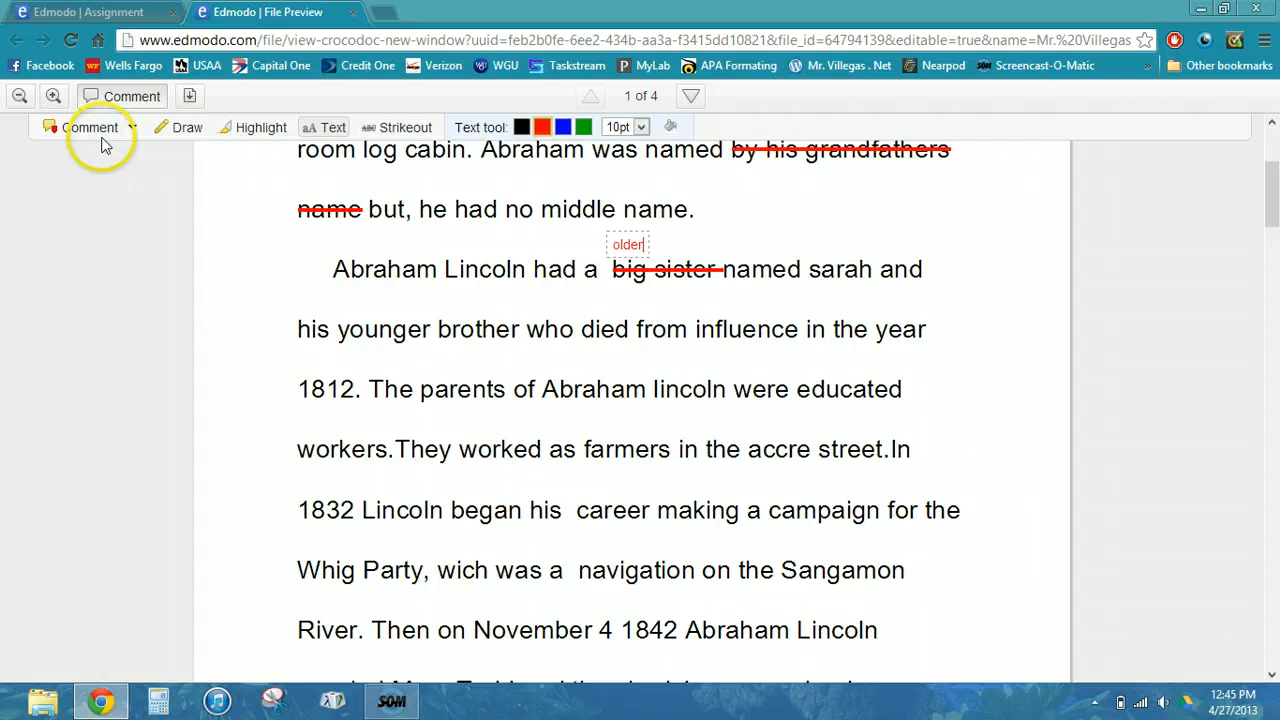 Edmodo | Assignment
Edmodo | File Preview
www.edmodo.com/file/view-crocodoc-new-window?uuid=feb2b0fe-6ee2-434b-aa3a-f3415dd10821&file_id=64794139&editable=true&name=Mr.%20Villegas
Facebook Wells Fargo USAA Capital One Credit One Verizon WGU Taskstream MyLab APA Formating Mr. Villegas . Net Nearpod Screencast-O-Matic » Other bookmarks
Comment 1 of 4
Comment Draw Highlight aA Text abc Strikeout Text tool: 10pt
room log cabin. Abraham was named by his grandfathers
name but, he had no middle name.
older
Abraham Lincoln had a big sister named sarah and
his younger brother who died from influence in the year
1812. The parents of Abraham lincoln were educated
workers.They worked as farmers in the accre street.In
1832 Lincoln began his career making a campaign for the
Whig Party, wich was a navigation on the Sangamon
River. Then on November 4 1842 Abraham Lincoln
SOM
12:45 PM
4/27/2013